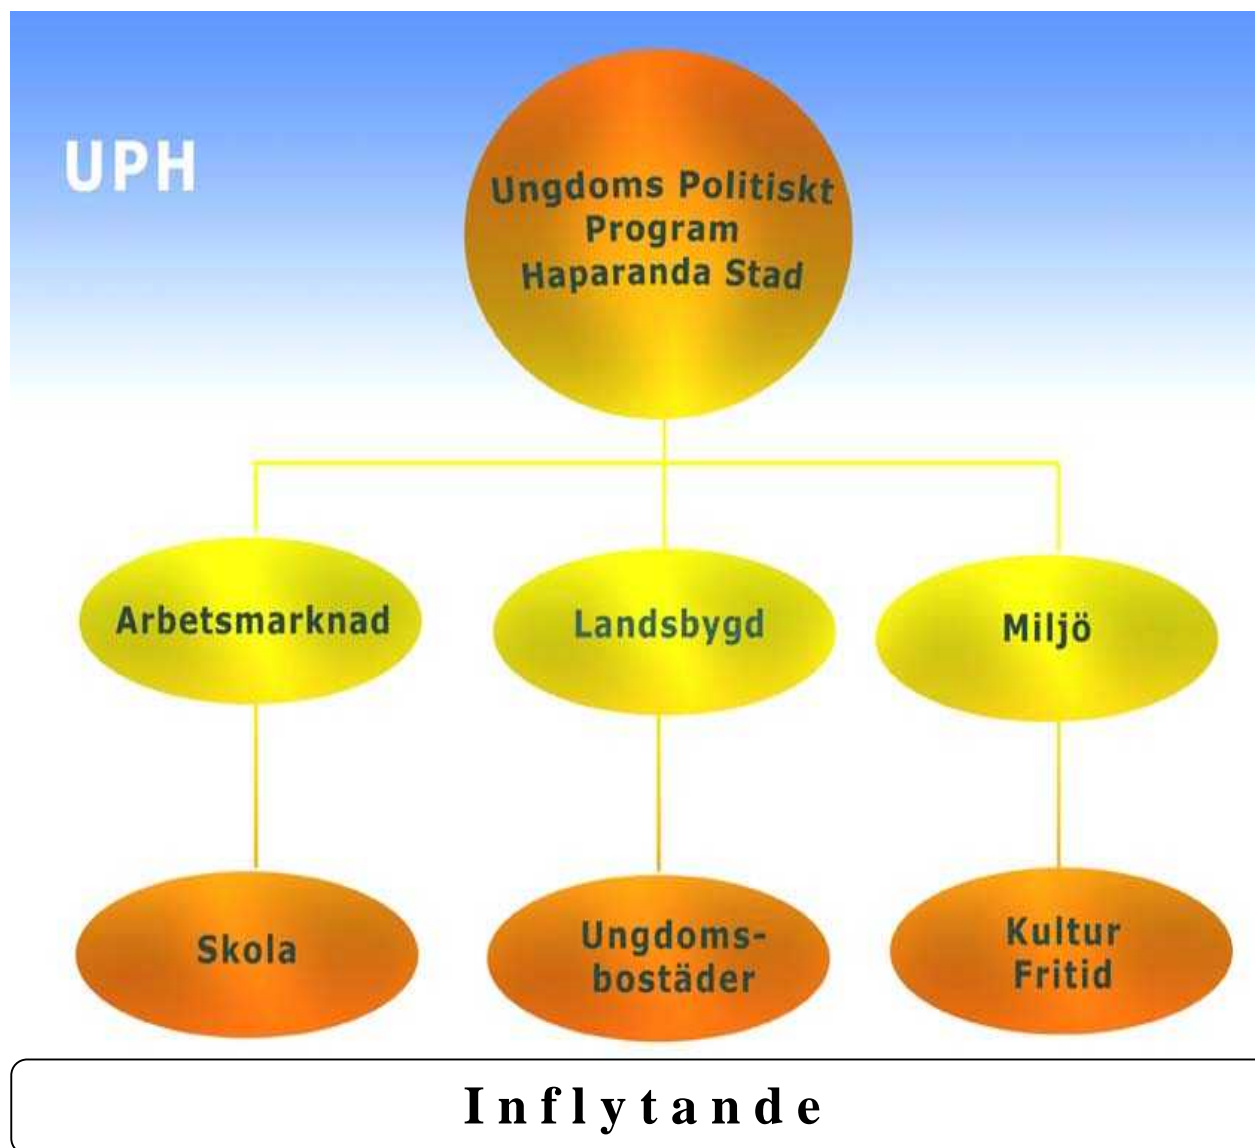 UPH
Ungdoms Politiskt
Program
Haparanda Stad
Arbetsmarknad
Landsbygd
Miljö
Skola
Ungdoms-
bostäder
Kultur
Fritid
Inflytande